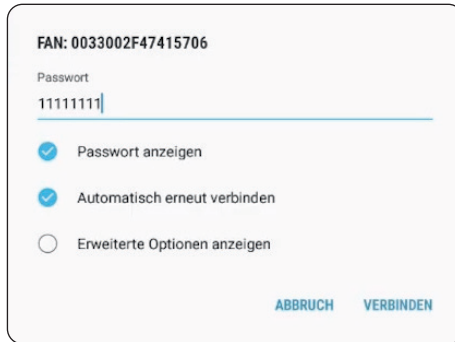 FAN: 0033002F47415706
Passwort
11111111
Passwort anzeigen
Automatisch erneut verbinden
Erweiterte Optionen anzeigen
ABBRUCH VERBINDEN